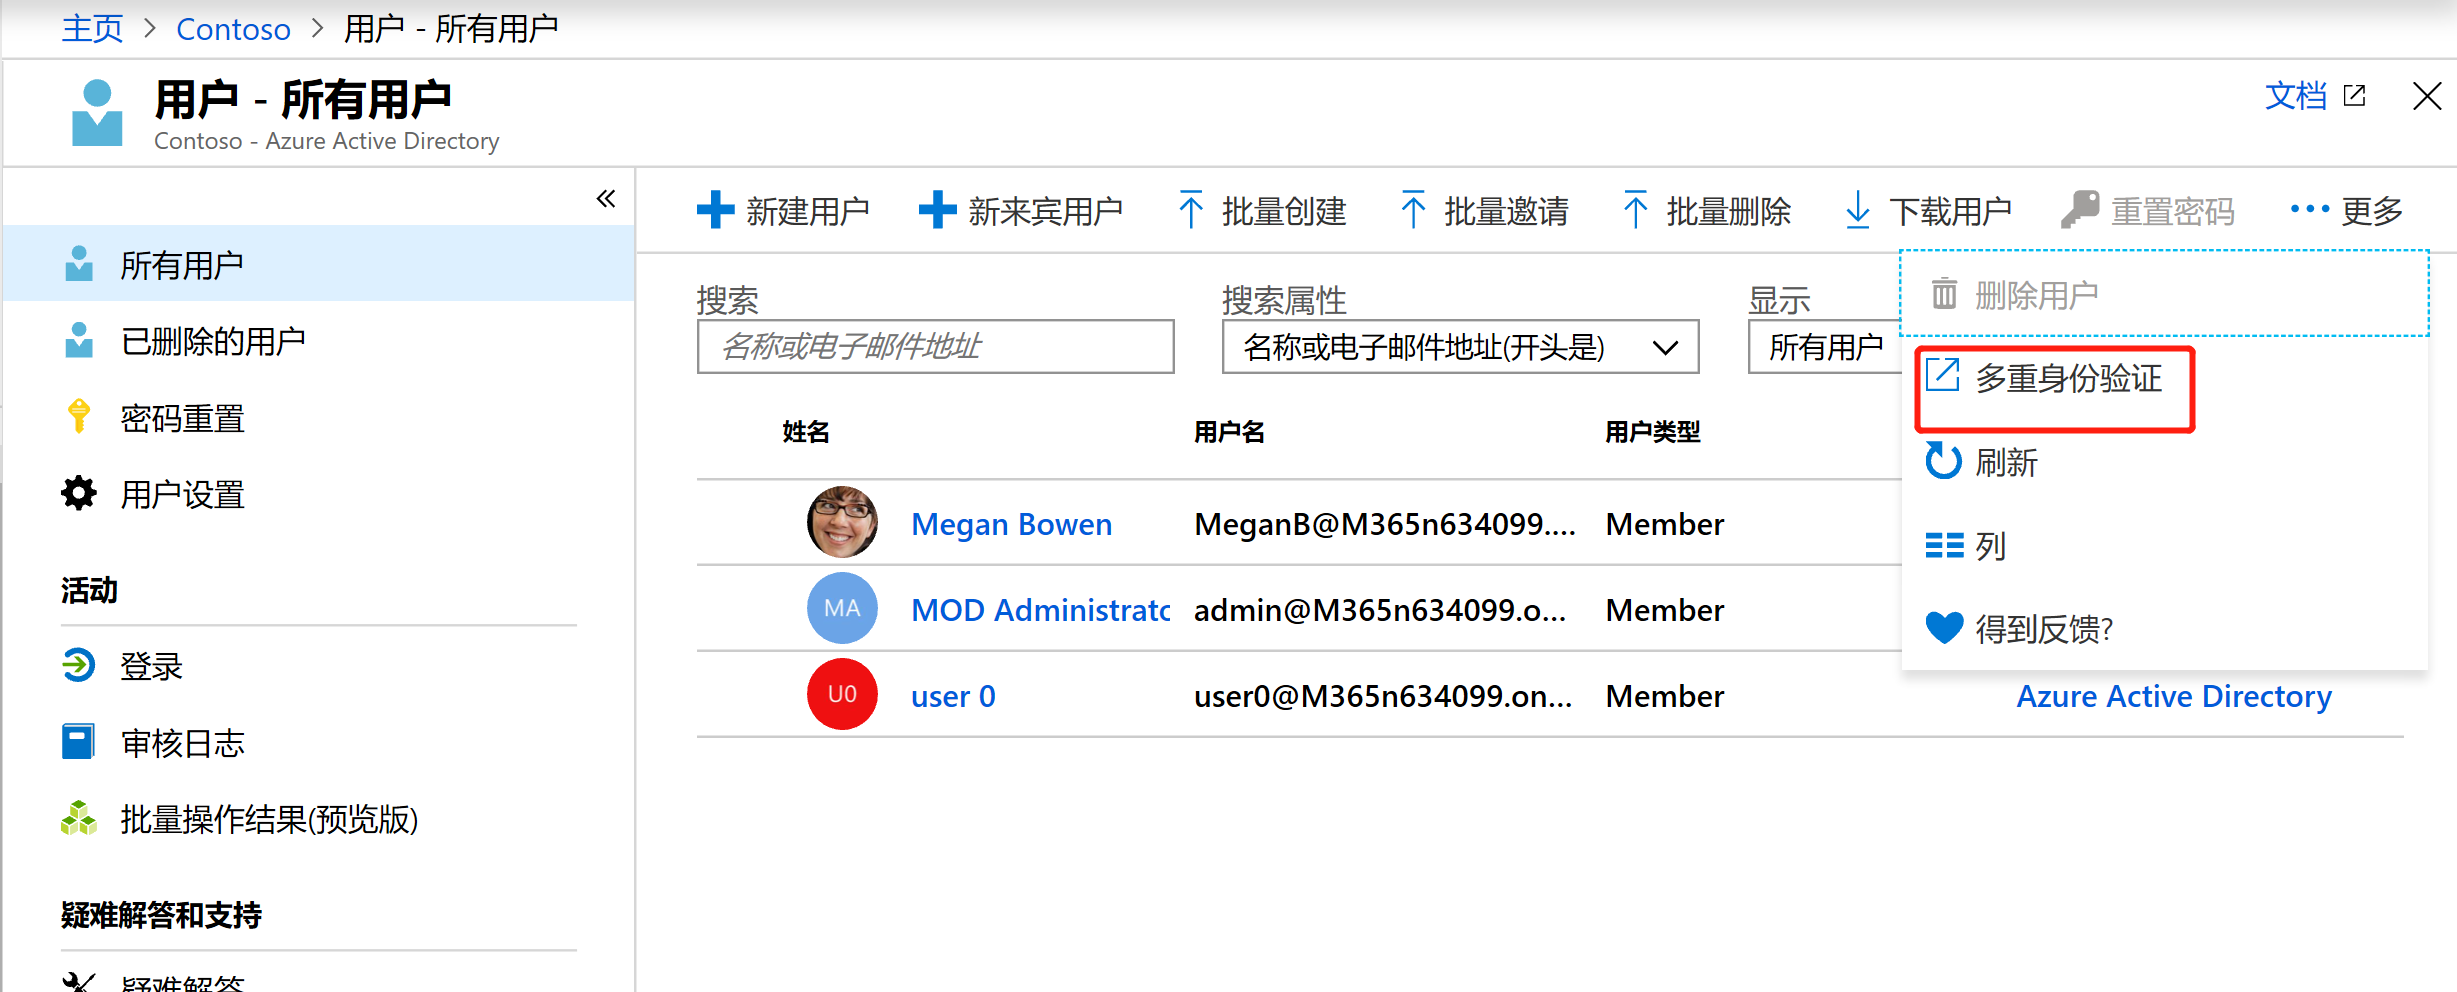 主页 > Contoso > 用户 - 所有用户
用户 - 所有用户
Contoso - Azure Active Directory
文档
所有用户
已删除的用户
密码重置
用户设置
活动
登录
审核日志
批量操作结果(预览版)
疑难解答和支持
疑难解答
新建用户
新来宾用户
批量创建
批量邀请
批量删除
下载用户
重置密码
更多
搜索
名称或电子邮件地址
搜索属性
名称或电子邮件地址(开头是)
显示
所有用户
删除用户
多重身份验证
刷新
列
得到反馈?
姓名 用户名 用户类型
Megan Bowen MeganB@M365n634099.... Member
MA MOD Administratc admin@M365n634099.o... Member
U0 user 0 user0@M365n634099.on... Member Azure Active Directory